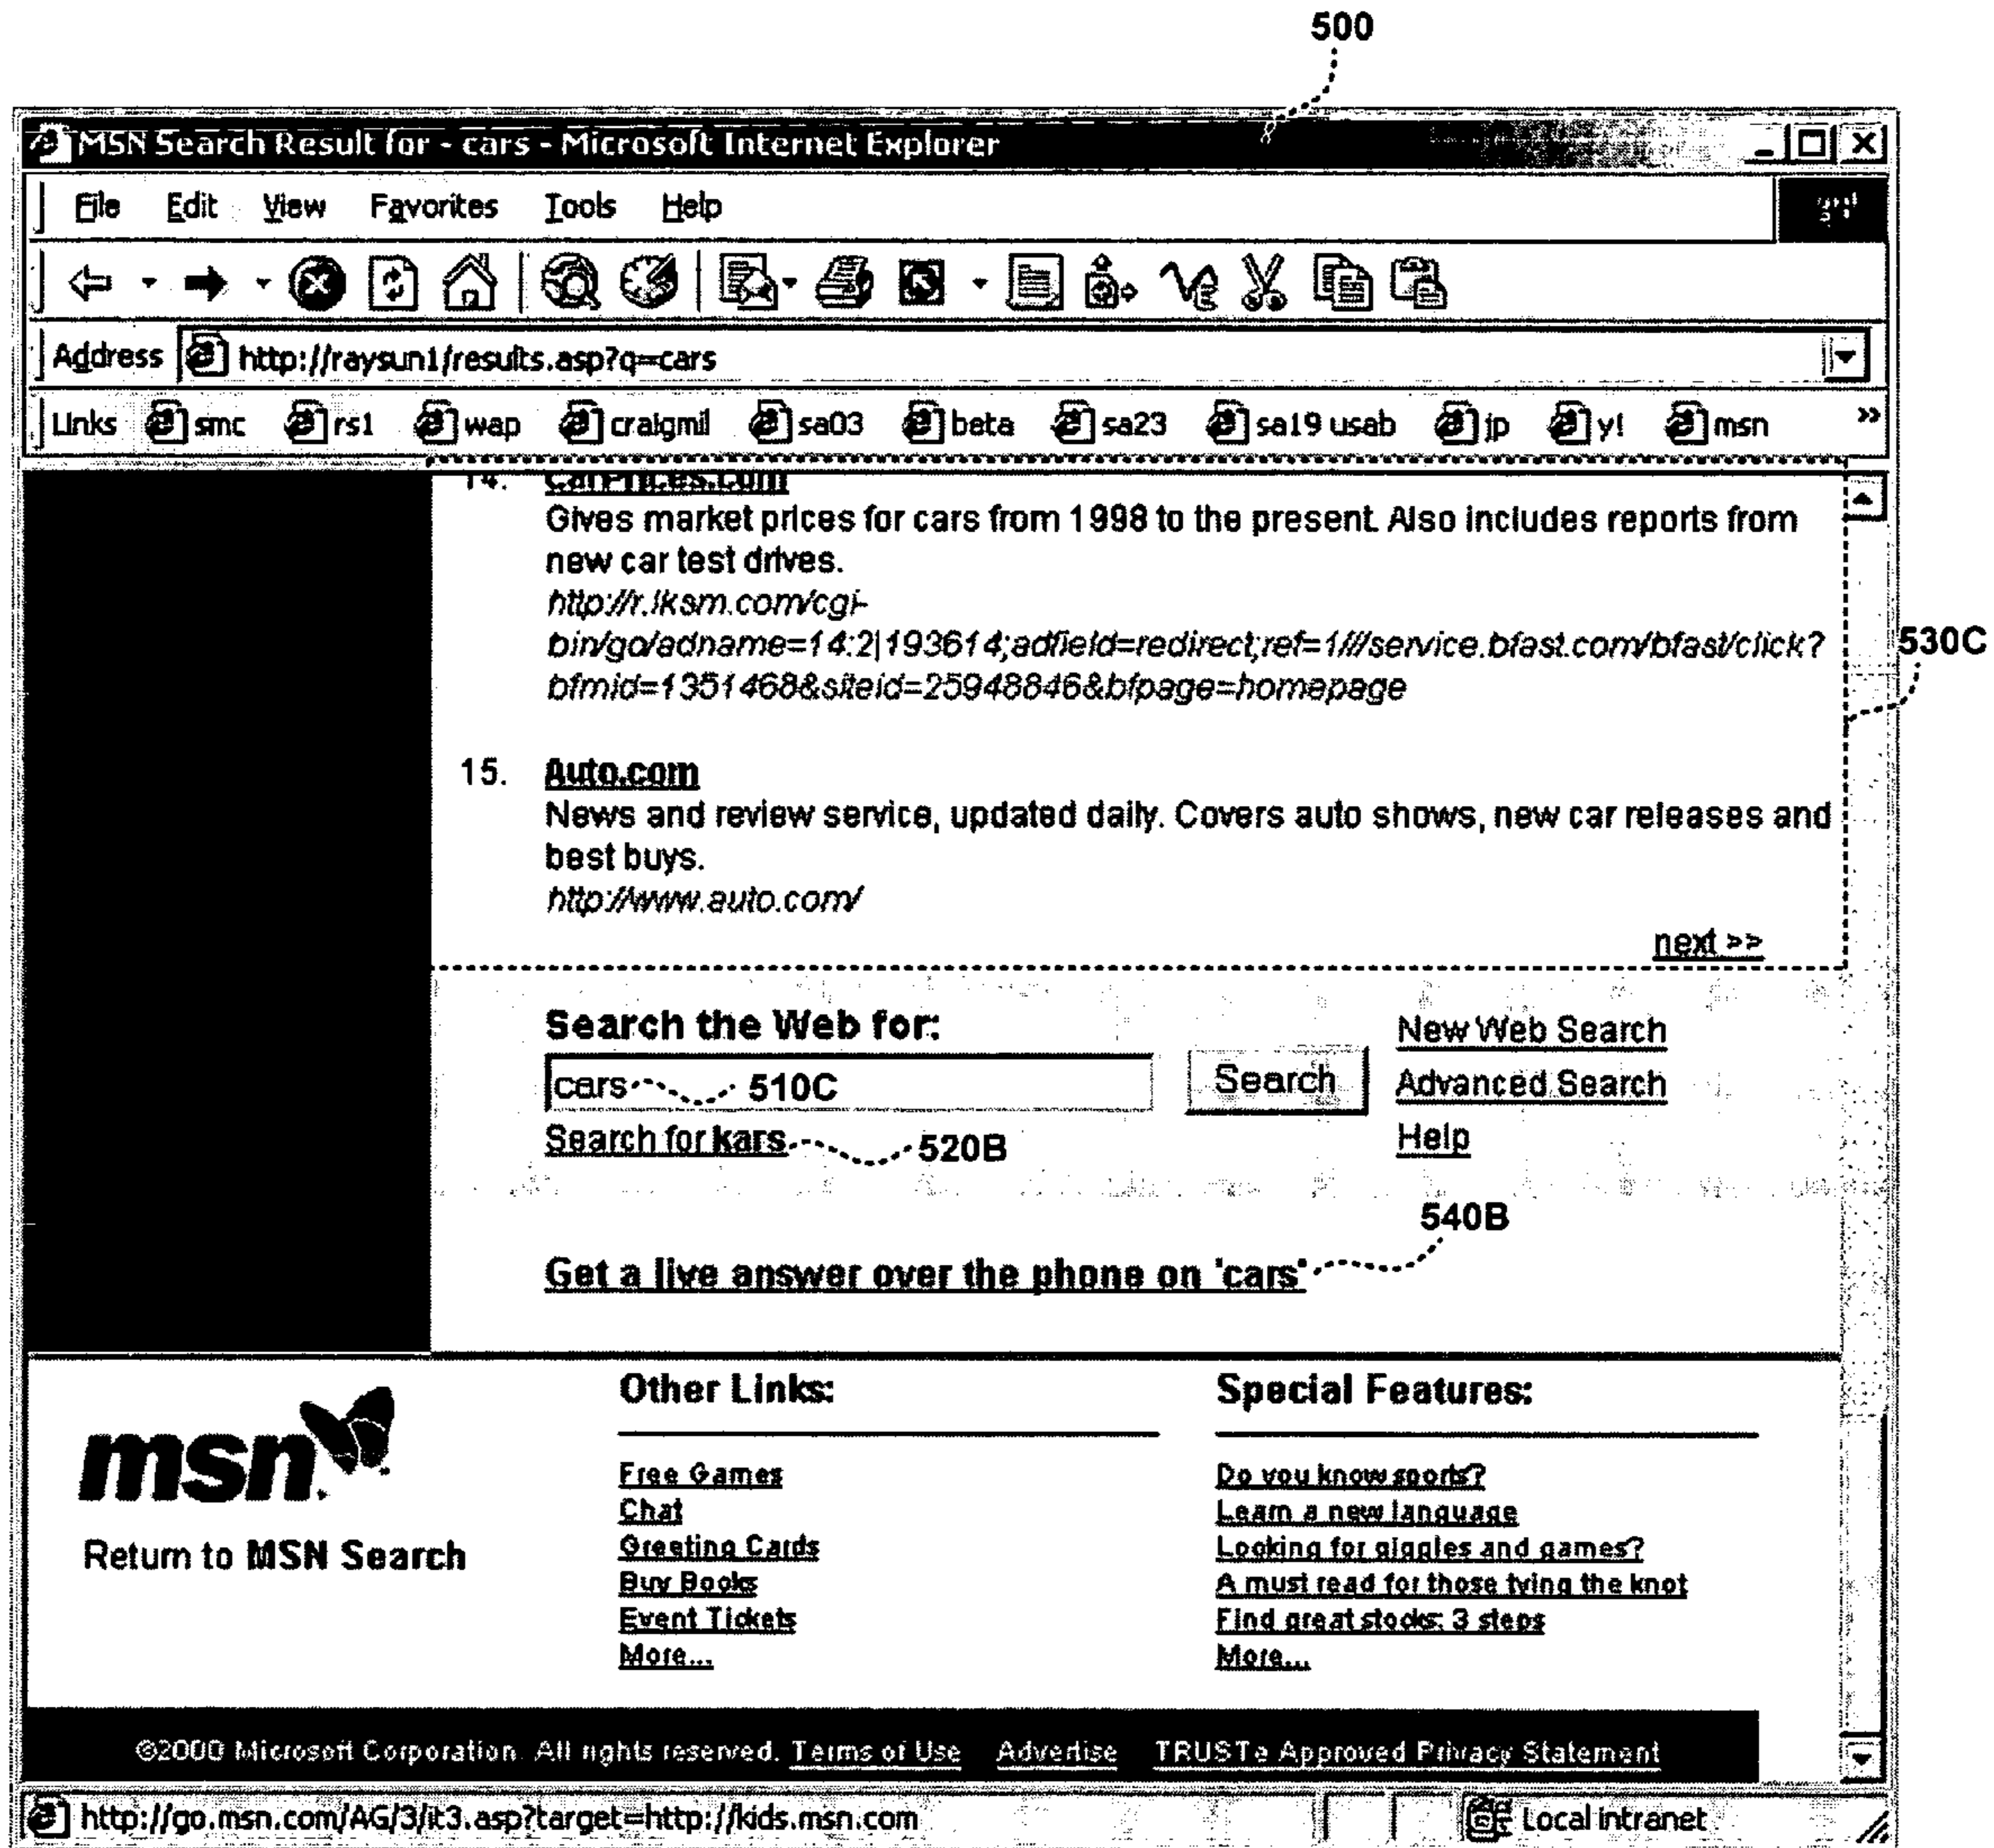 500
MSN Search Result for - cars - Microsoft Internet Explorer
File Edit View Favorites Tools Help
Address http://raysun1/results.asp?q=cars
Links smc rs1 wap craigmil sa03 beta sa23 sa19 usab jp y! msn »
14. CarPrices.com
Gives market prices for cars from 1998 to the present. Also includes reports from
new car test drives.
http://r.lksm.com/cgi-
bin/go/adname=14:2|193614;adfield=redirect;ref=1///service.bfast.com/bfast/click?
bfmid=1351468&siteid=25948846&bfpage=homepage
530C
15. Auto.com
News and review service, updated daily. Covers auto shows, new car releases and
best buys.
http://www.auto.com/
next >>
Search the Web for:
cars 510C Search
Search for kars 520B
New Web Search
Advanced Search
Help
540B
Get a live answer over the phone on 'cars'
msn
Return to MSN Search
Other Links:
Free Games
Chat
Greeting Cards
Buy Books
Event Tickets
More...
Special Features:
Do you know sports?
Learn a new language
Looking for giggles and games?
A must read for those tying the knot
Find great stocks: 3 steps
More...
©2000 Microsoft Corporation. All rights reserved. Terms of Use Advertise TRUSTe Approved Privacy Statement
http://go.msn.com/AG/3/it3.asp?target=http://kids.msn.com Local intranet